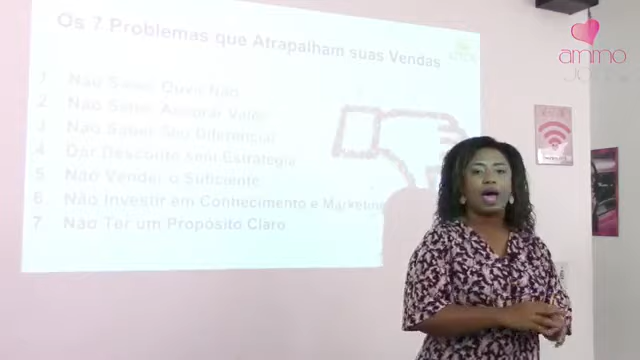 Os 7 Problemas que Atrapalham suas Vendas
1. Não Saber Ouvir Não
2. Não Saber Agregar Valor
3. Não Saber Seu Diferencial
4. Dar Desconto sem Estratégia
5. Não Vender o Suficiente
6. Não Investir em Conhecimento e Marketing
7. Não Ter um Propósito Claro
ammo